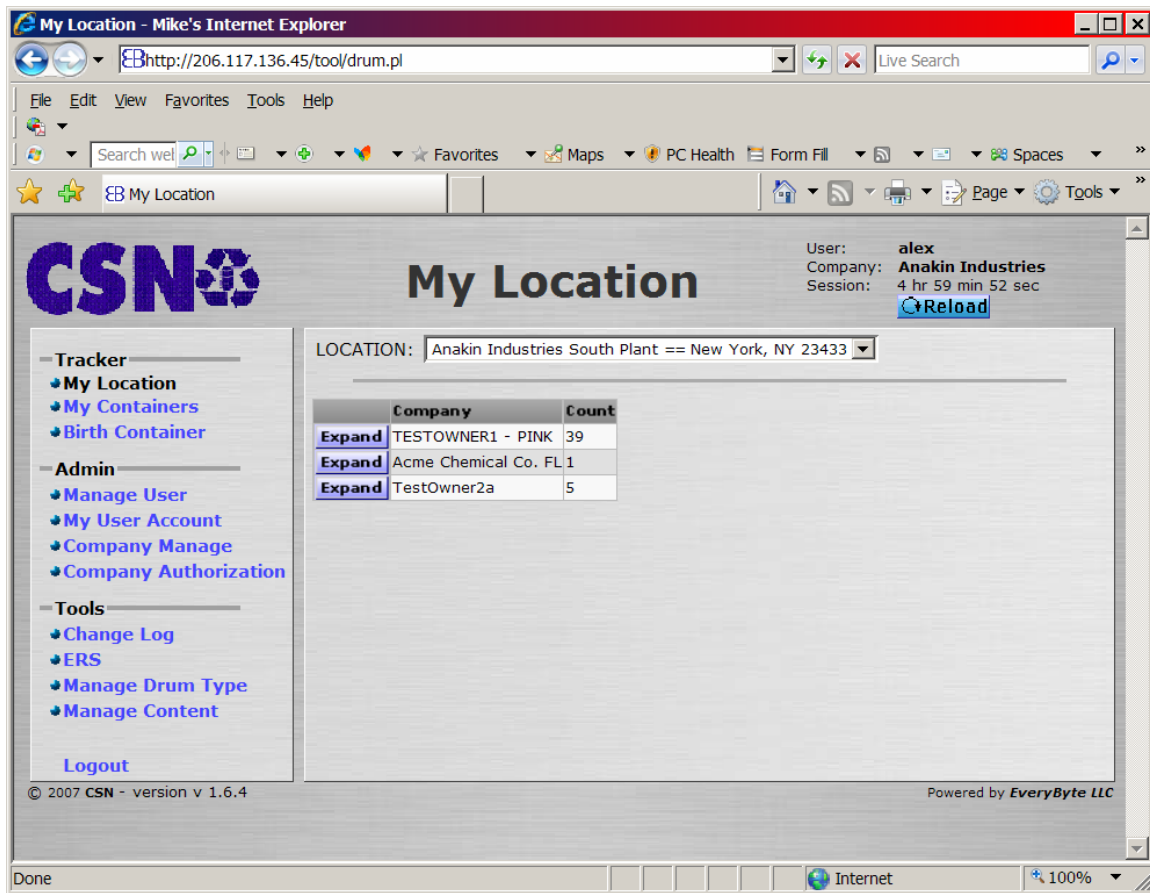 My Location - Mike's Internet Explorer
http://206.117.136.45/tool/drum.pl
Live Search
File Edit View Favorites Tools Help
Search wel Favorites Maps PC Health Form Fill Spaces »
My Location Page Tools »
CSN
My Location
User: alex
Company: Anakin Industries
Session: 4 hr 59 min 52 sec
Reload
Tracker
My Location
My Containers
Birth Container
Admin
Manage User
My User Account
Company Manage
Company Authorization
Tools
Change Log
ERS
Manage Drum Type
Manage Content
Logout
LOCATION: Anakin Industries South Plant == New York, NY 23433
Company Count
Expand TESTOWNER1 - PINK 39
Expand Acme Chemical Co. FL 1
Expand TestOwner2a 5
© 2007 CSN - version v 1.6.4
Powered by EveryByte LLC
Done Internet 100%